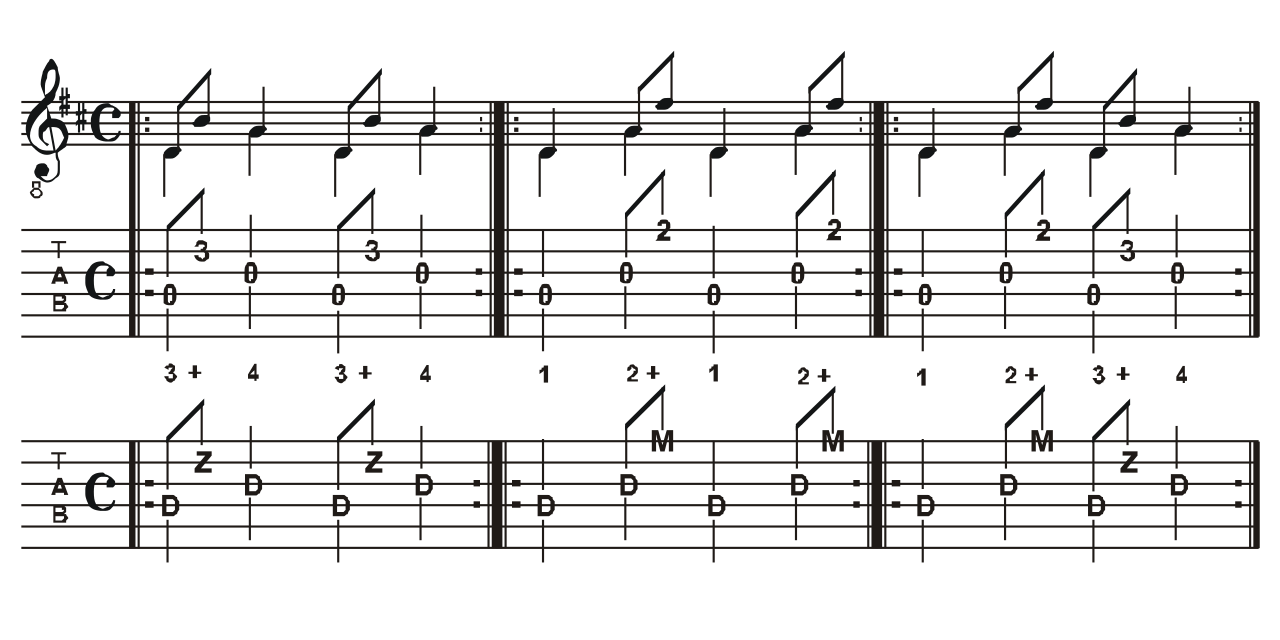 8
3 3 2 2 2 3
T
A 0 0 0 0 0 0
B 0 0 0 0 0 0
3 + 4 3 + 4 1 2 + 1 2 + 1 2 + 3 + 4
M M M
T Z Z Z
A D D D D D D
B D D D D D D